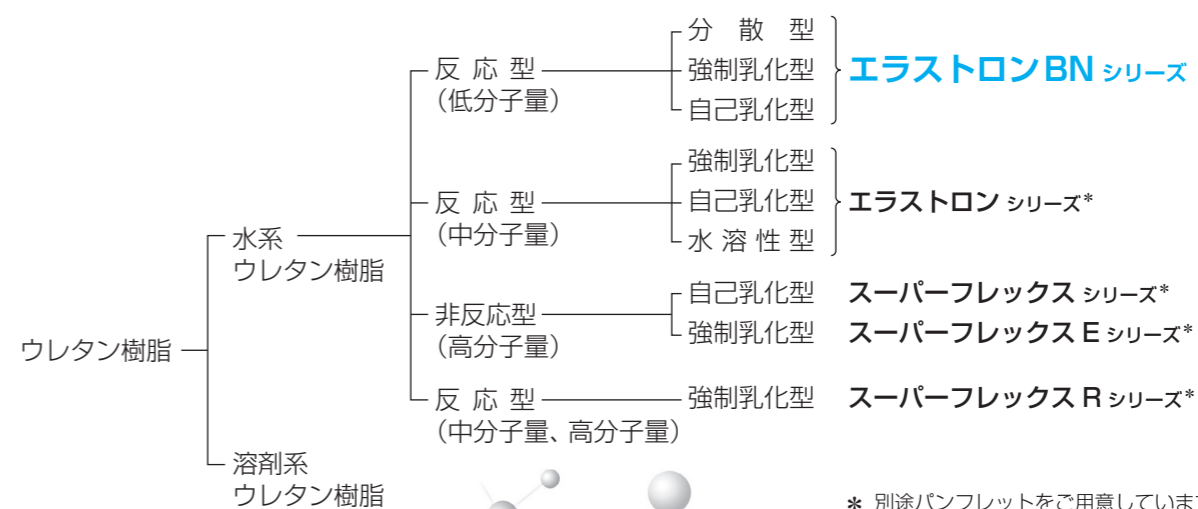 分散型
反応型
強制乳化型
エラストロンBN シリーズ
(低分子量)
自己乳化型
強制乳化型
反応型
自己乳化型
エラストロン シリーズ*
(中分子量)
水溶性型
水系
ウレタン樹脂
自己乳化型
スーパーフレックス シリーズ*
非反応型
(高分子量)
強制乳化型
スーパーフレックス E シリーズ*
ウレタン樹脂
反応型
強制乳化型
スーパーフレックス R シリーズ*
(中分子量、高分子量)
溶剤系
ウレタン樹脂
* 別途パンフレットをご用意しています